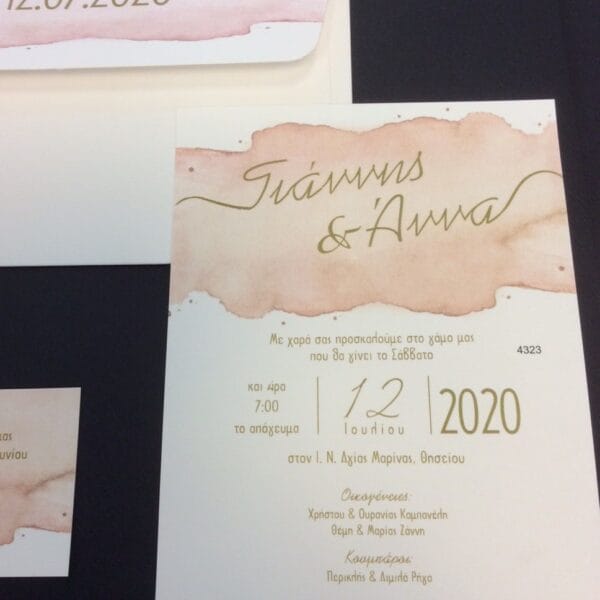 12.07.2020
Γιάννης
& Άννα
Με χαρά σας προσκαλούμε στο γάμο μας
που θα γίνει το Σάββατο
4323
και ώρα
7:00
το απόγευμα
12
Ιουλίου
2020
στον Ι. Ν. Αγίας Μαρίνας, Θησείου
Οικογένειες:
Χρήστου & Ουρανίας Καμπανέλη
Θέμη & Μαρίας Ζάννη
Κουμπάροι:
Περικλής & Αιμιλία Ρήγα